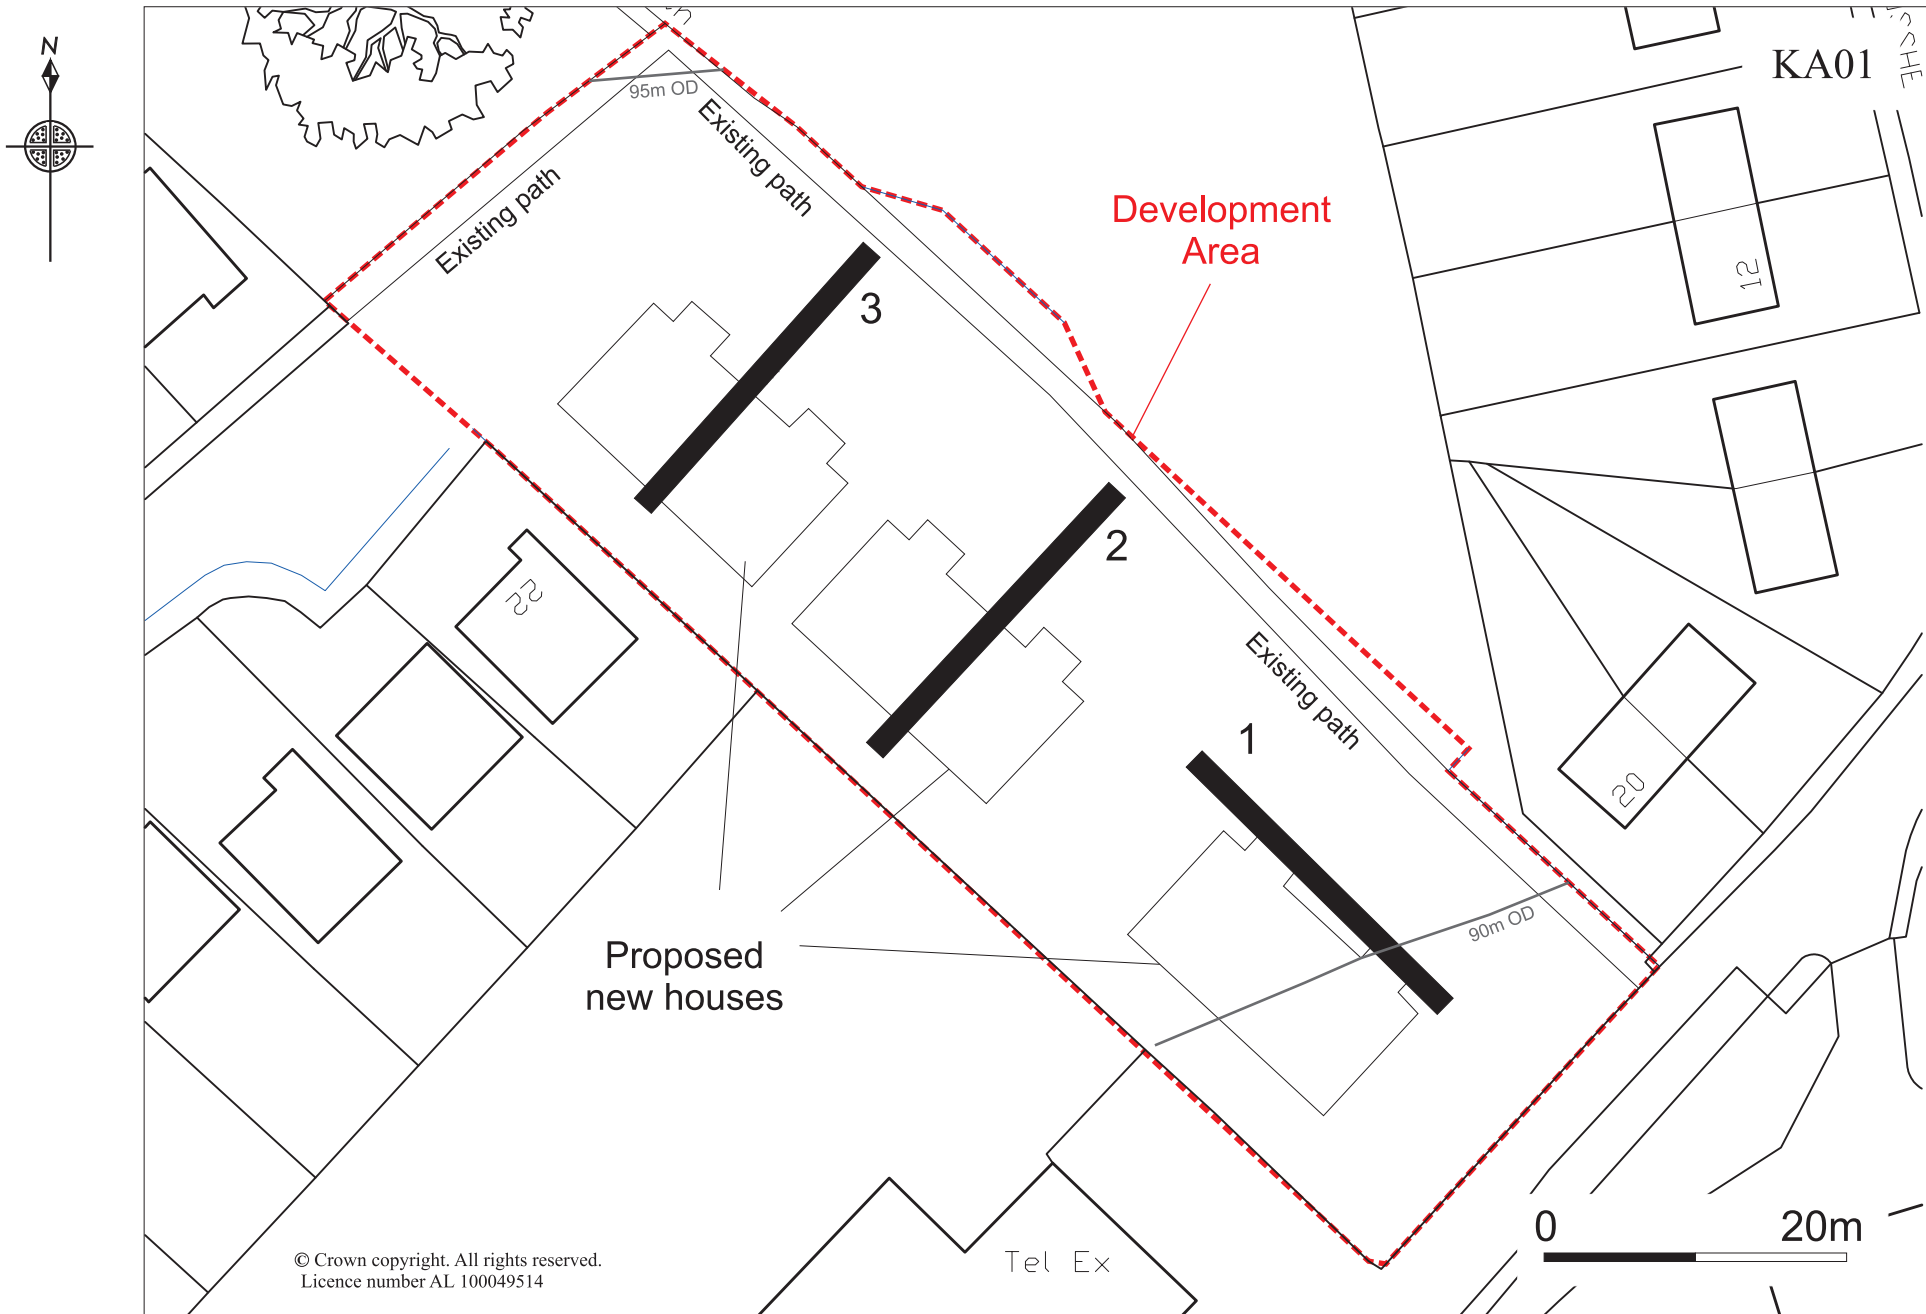 N
KA01
95m OD
Existing path
Existing path
Development
Area
3
12
2
22
Existing path
1
20
90m OD
Proposed
new houses
0 20m
Tel Ex
© Crown copyright. All rights reserved.
Licence number AL 100049514